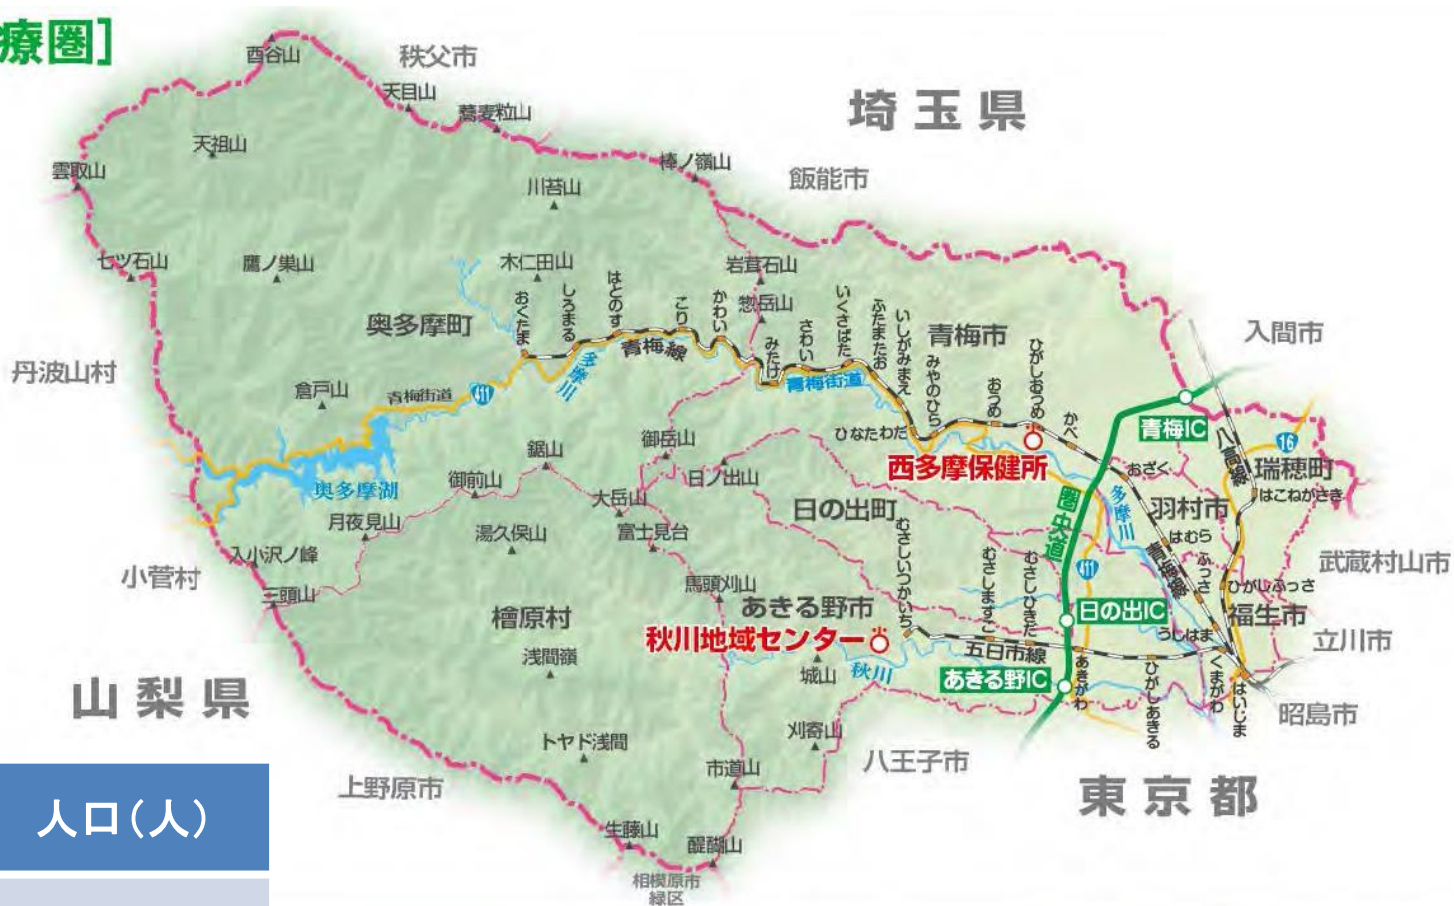 療圏]
酉谷山
秩父市
天目山
蕎麦粒山
埼玉県
天祖山
雲取山
棒ノ嶺山
飯能市
川苔山
七ツ石山
鷹ノ巣山
木仁田山
岩茸石山
惣岳山
奥多摩町
おくたま
しろまる
はとのす
こり
かわい
みたけ
さわい
いくさばた
ふたまたお
いしがみまえ
みやのひら
ひなたわだ
おうめ
ひがしおうめ
かべ
おざく
青梅線
青梅市
入間市
丹波山村
倉戸山
青梅街道
411
多摩川
青梅街道
青梅IC
八高線
16
瑞穂町
はこねがさき
西多摩保健所
鋸山
御岳山
日ノ出山
御前山
奥多摩湖
大岳山
日の出町
圏央道
多摩川
羽村市
はむら
青梅線
ふっさ
月夜見山
湯久保山
富士見台
入小沢ノ峰
小菅村
三頭山
馬頭刈山
むさしいつかいち
むさしますこ
むさしひきだ
411
ひがしふっさ
武蔵村山市
檜原村
あきる野市
日の出IC
福生市
うしはま
秋川地域センター
五日市線
立川市
浅間嶺
城山
秋川
あきる野IC
あきがわ
ひがしあきる
くまがわ
はいじま
昭島市
山梨県
トヤド浅間
刈寄山
市道山
八王子市
上野原市
東京都
人口(人)
生藤山
醍醐山
相模原市
緑区